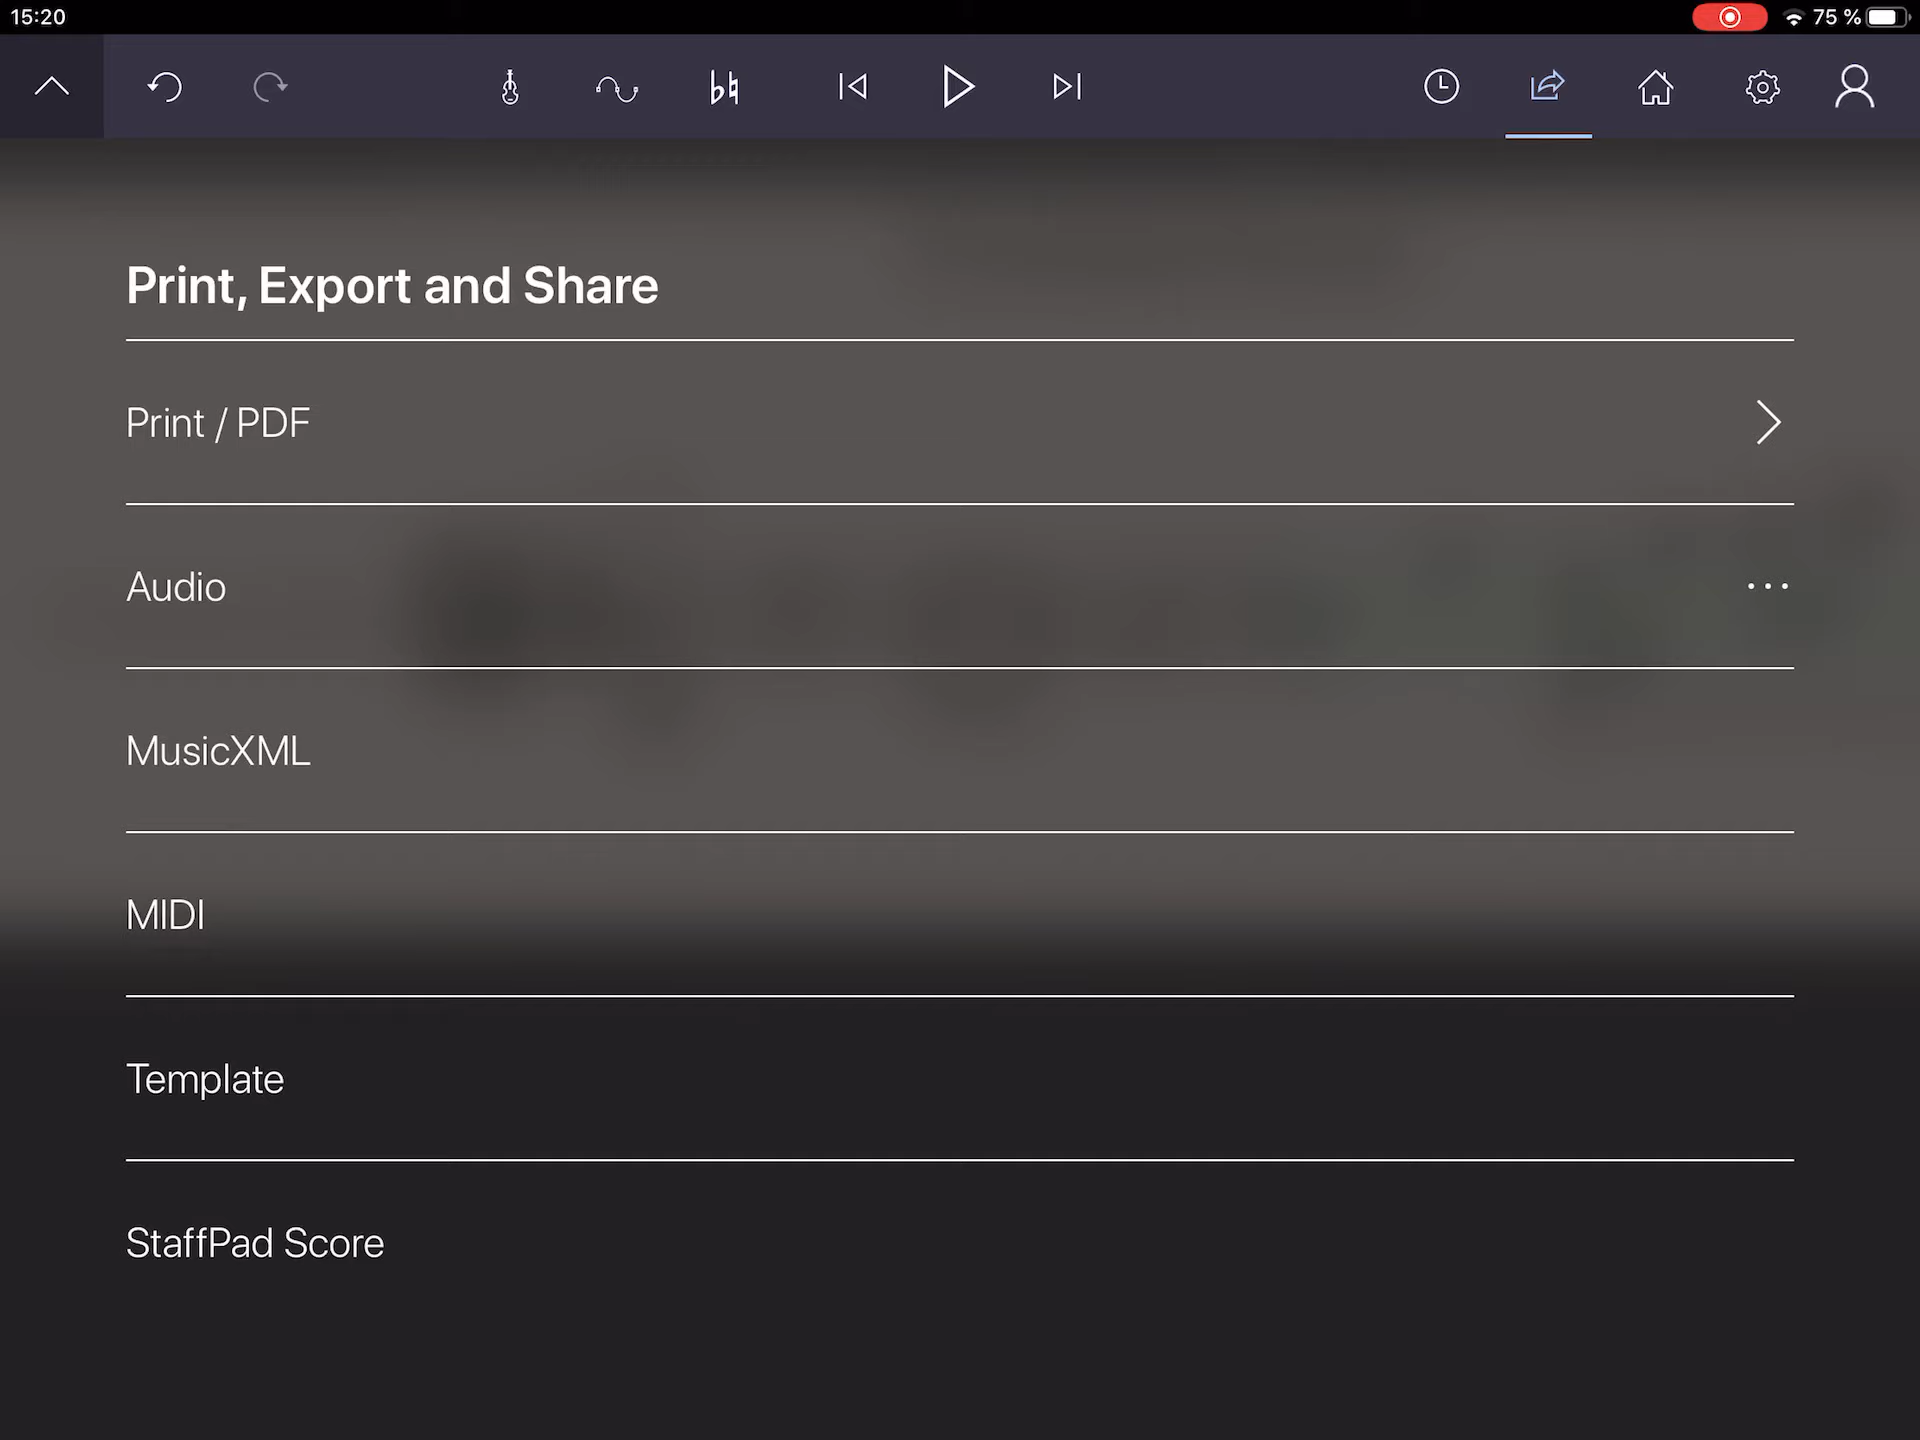 15:20
75 %
Print, Export and Share
Print / PDF
Audio
MusicXML
MIDI
Template
StaffPad Score